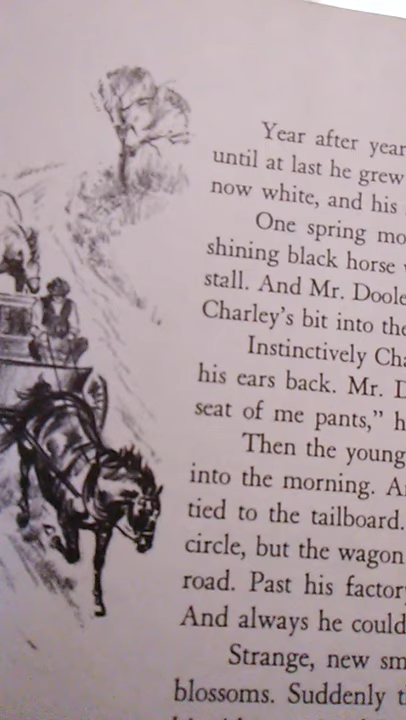 Year after year
until at last he grew
now white, and his
One spring mo
shining black horse
stall. And Mr. Doole
Charley's bit into the
Instinctively Cha
his ears back. Mr. D
seat of me pants," h
Then the young
into the morning. A
tied to the tailboard.
circle, but the wagon
road. Past his factor
And always he could
Strange, new sm
blossoms. Suddenly t